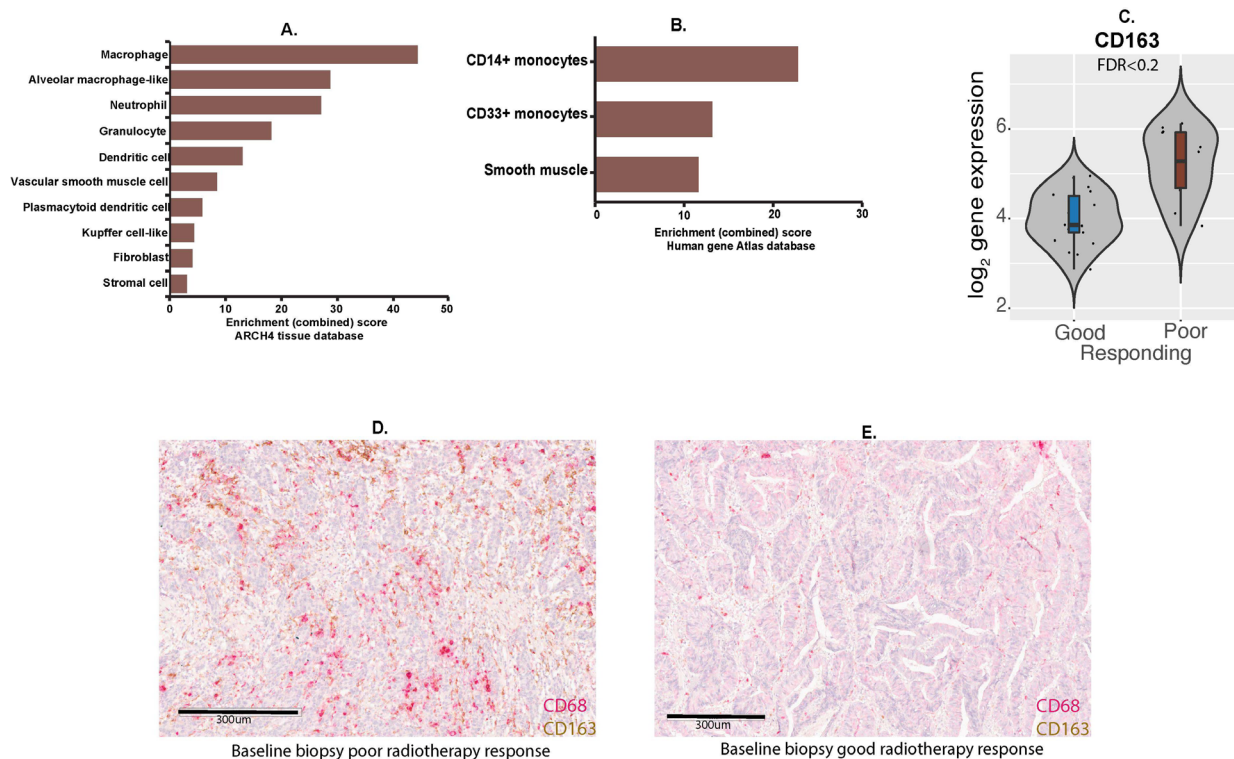 A.
Macrophage
Alveolar macrophage-like
Neutrophil
Granulocyte
Dendritic cell
Vascular smooth muscle cell
Plasmacytoid dendritic cell
Kupffer cell-like
Fibroblast
Stromal cell
0 10 20 30 40 50
Enrichment (combined) score
ARCH4 tissue database
B.
CD14+ monocytes
CD33+ monocytes
Smooth muscle
0 10 20 30
Enrichment (combined) score
Human gene Atlas database
C.
CD163
FDR<0.2
log2 gene expression
6
4
2
Good Poor
Responding
D.
300um
CD68
CD163
Baseline biopsy poor radiotherapy response
E.
300um
CD68
CD163
Baseline biopsy good radiotherapy response